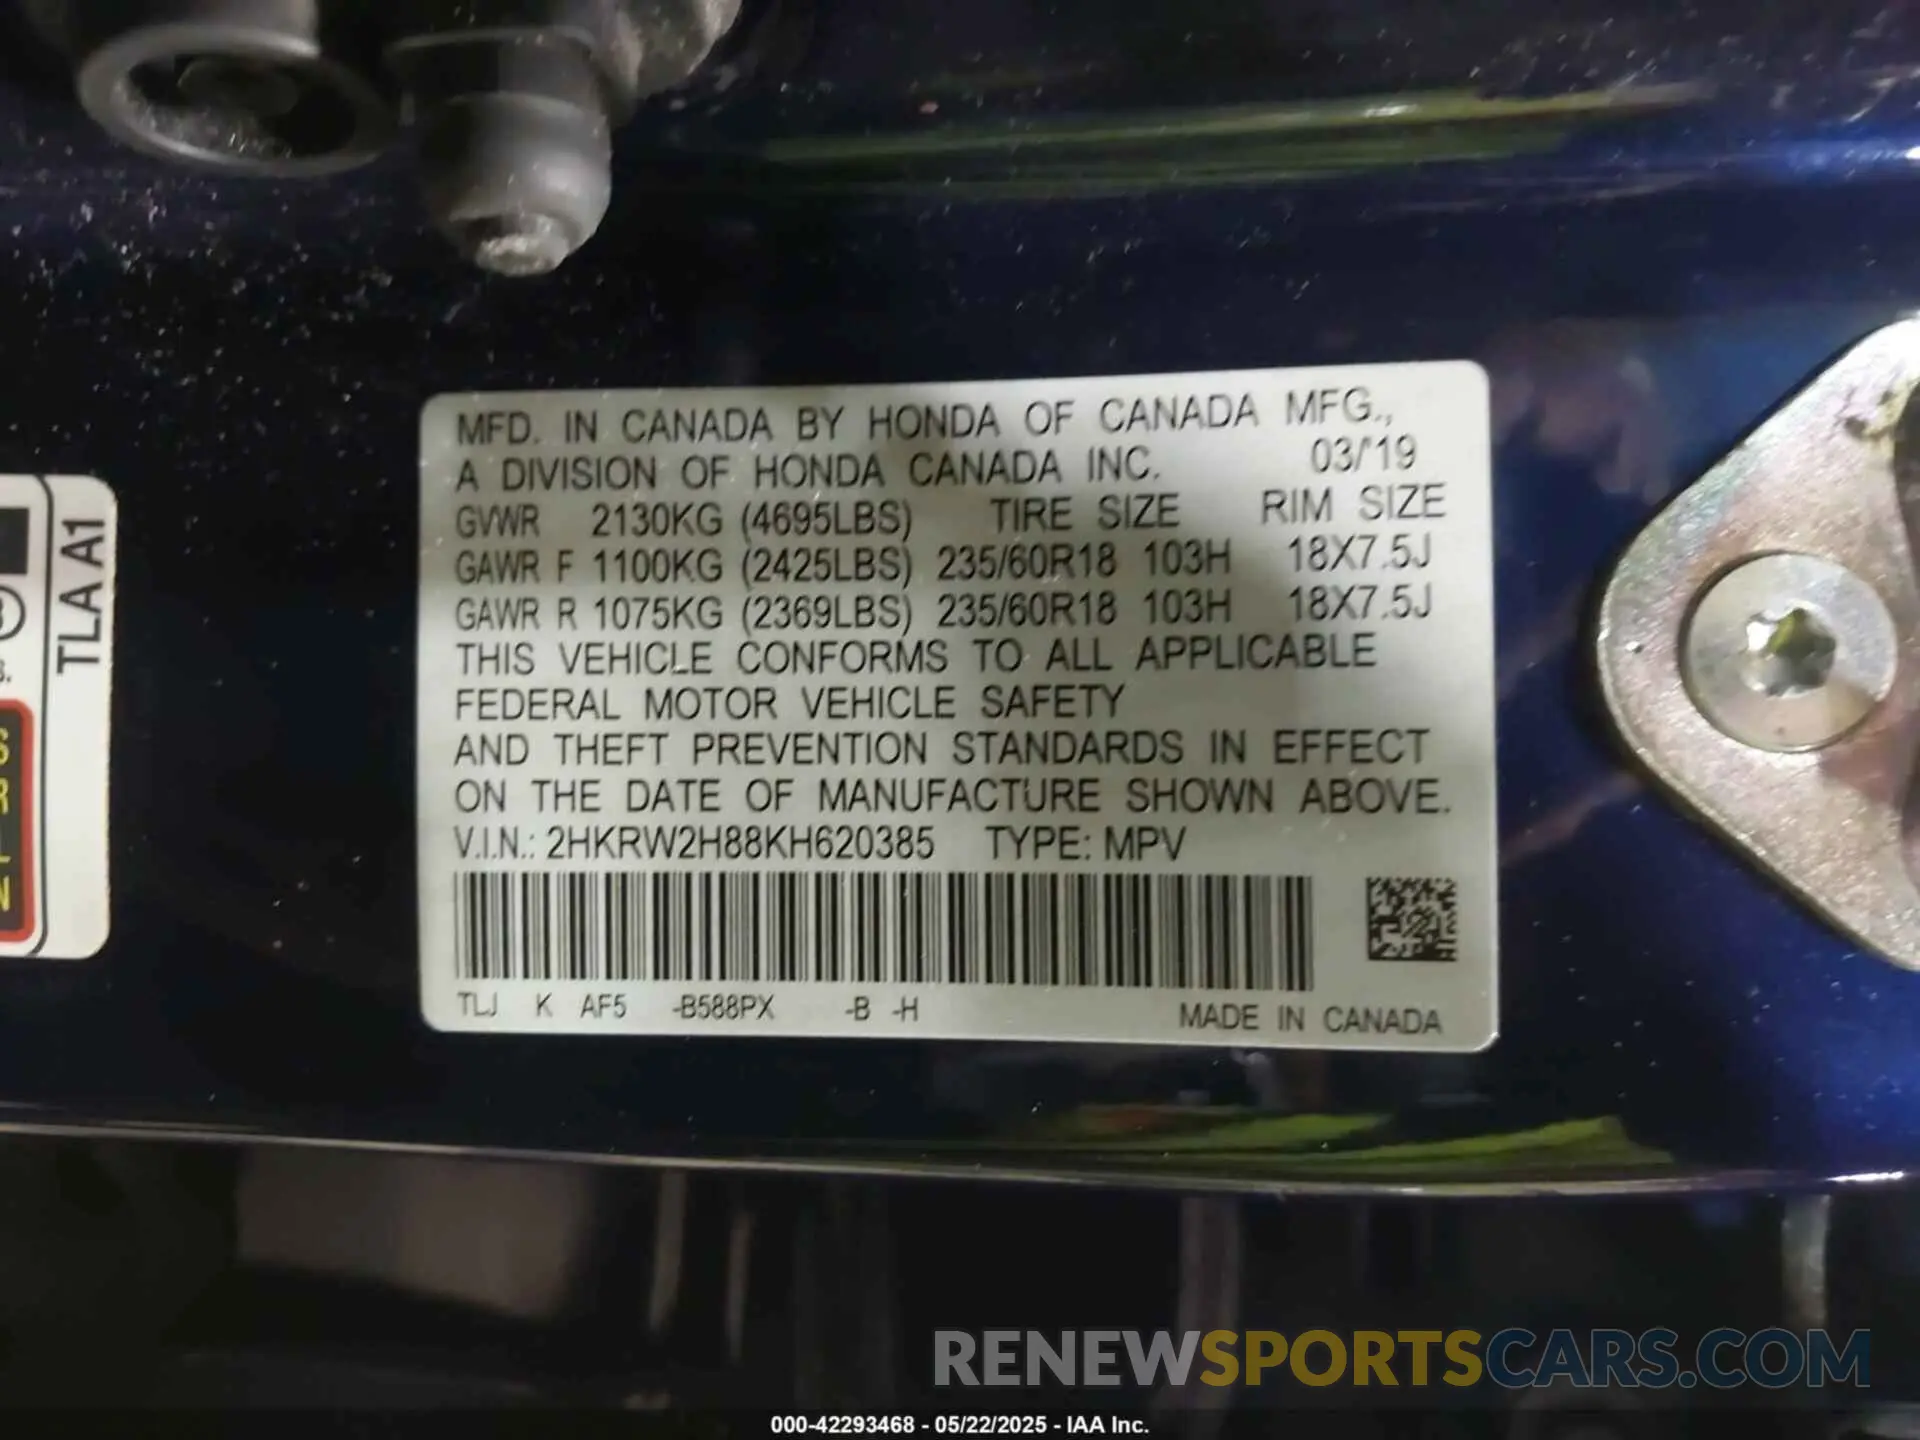 MFD. IN CANADA BY HONDA OF CANADA MFG.,
A DIVISION OF HONDA CANADA INC. 03/'19
GVWR 2130KG (4695LBS) TIRE SIZE RIM SIZE
GAWR F 1100KG (2425LBS) 235/60R18 103H 18X7.5J
GAWR R 1075KG (2369LBS) 235/60R18 103H 18X7.5J
THIS VEHICLE CONFORMS TO ALL APPLICABLE
FEDERAL MOTOR VEHICLE SAFETY
AND THEFT PREVENTION STANDARDS IN EFFECT
ON THE DATE OF MANUFACTURE SHOWN ABOVE.
V.I.N.: 2HKRW2H88KH620385 TYPE: MPV
TLJ K AF5 -B588PX -B -H MADE IN CANADA
TLA A1
RENEWSPORTSCARS.COM
000-42293468 - 05/22/2025 - IAA Inc.